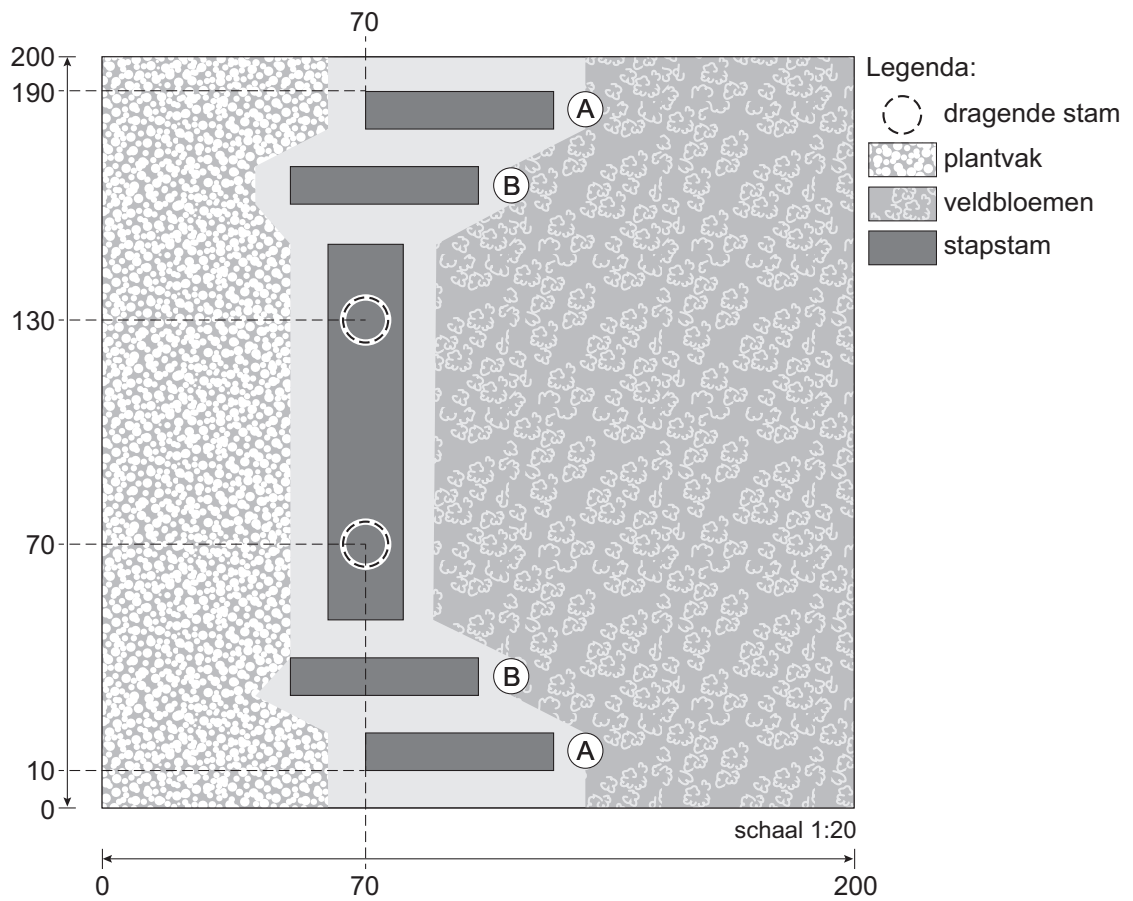 70
200
190
A
B
130
70
B
A
10
0
schaal 1:20
0
70
200
Legenda:
dragende stam
plantvak
veldbloemen
stapstam